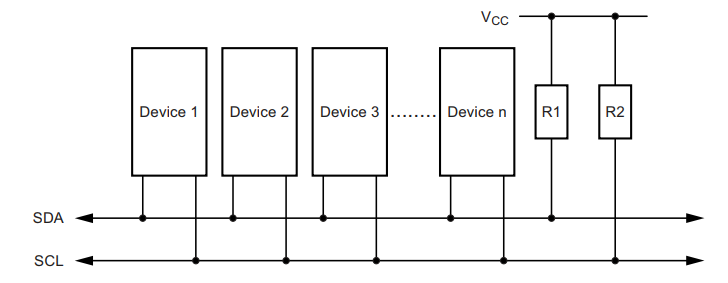 VCC
Device 1 Device 2 Device 3 ........ Device n R1 R2
SDA
SCL